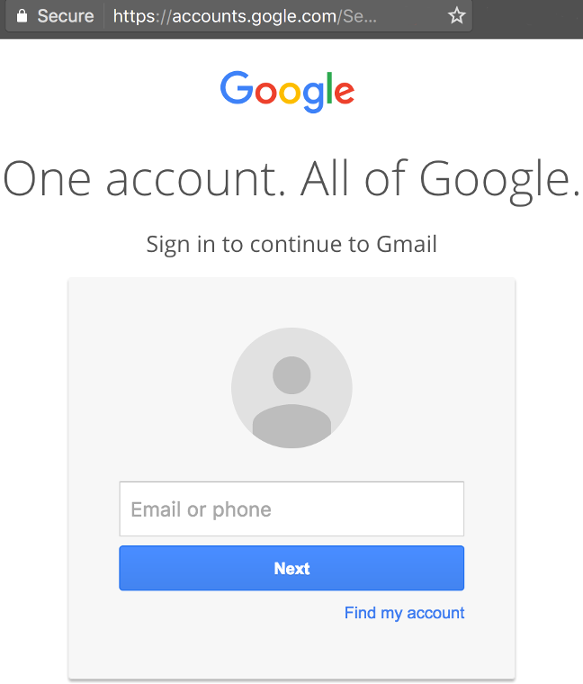 Secure https://accounts.gogle.com/Se...
Google
One account. All of Google.
Sign in to continue to Gmail
Email or phone
Next
Find my account